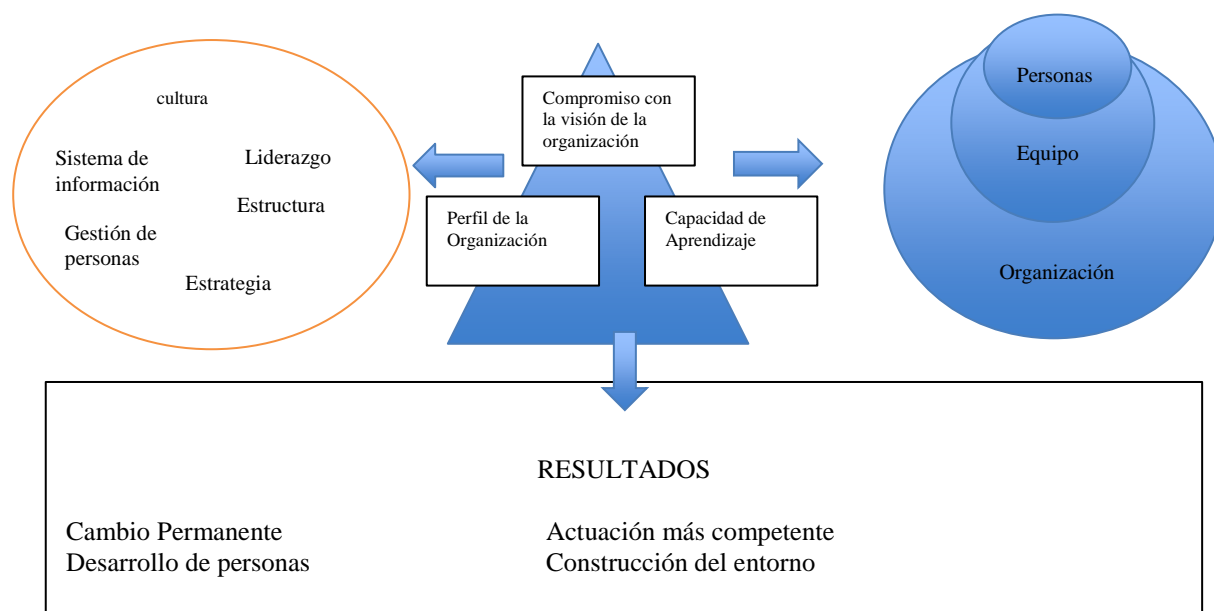 cultura
Sistema de
información
Liderazgo
Estructura
Gestión de
personas
Estrategia
Compromiso con
la visión de la
organización
Perfil de la
Organización
Capacidad de
Aprendizaje
Personas
Equipo
Organización
RESULTADOS
Cambio Permanente
Desarrollo de personas
Actuación más competente
Construcción del entorno